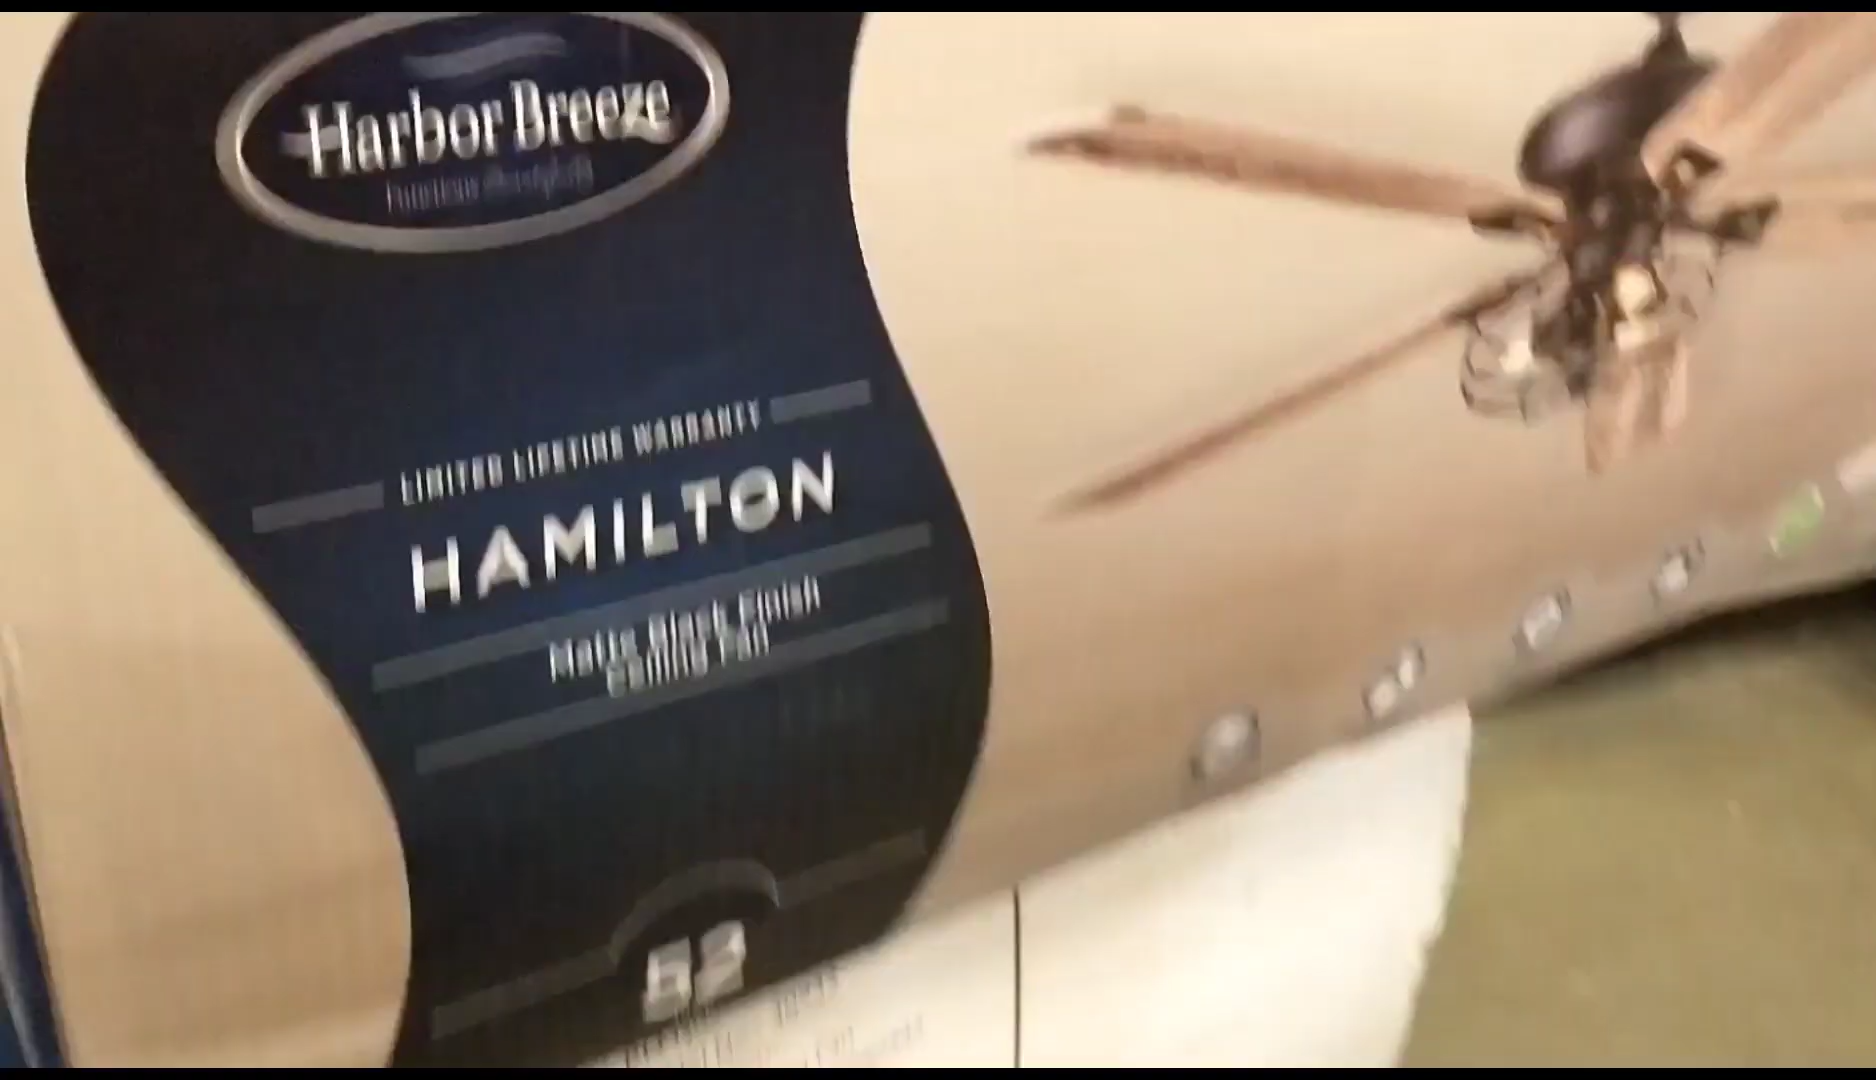 Harbor Breeze
LIMITED LIFETIME WARRANTY
HAMILTON
Matte Black Finish
Ceiling Fan
52